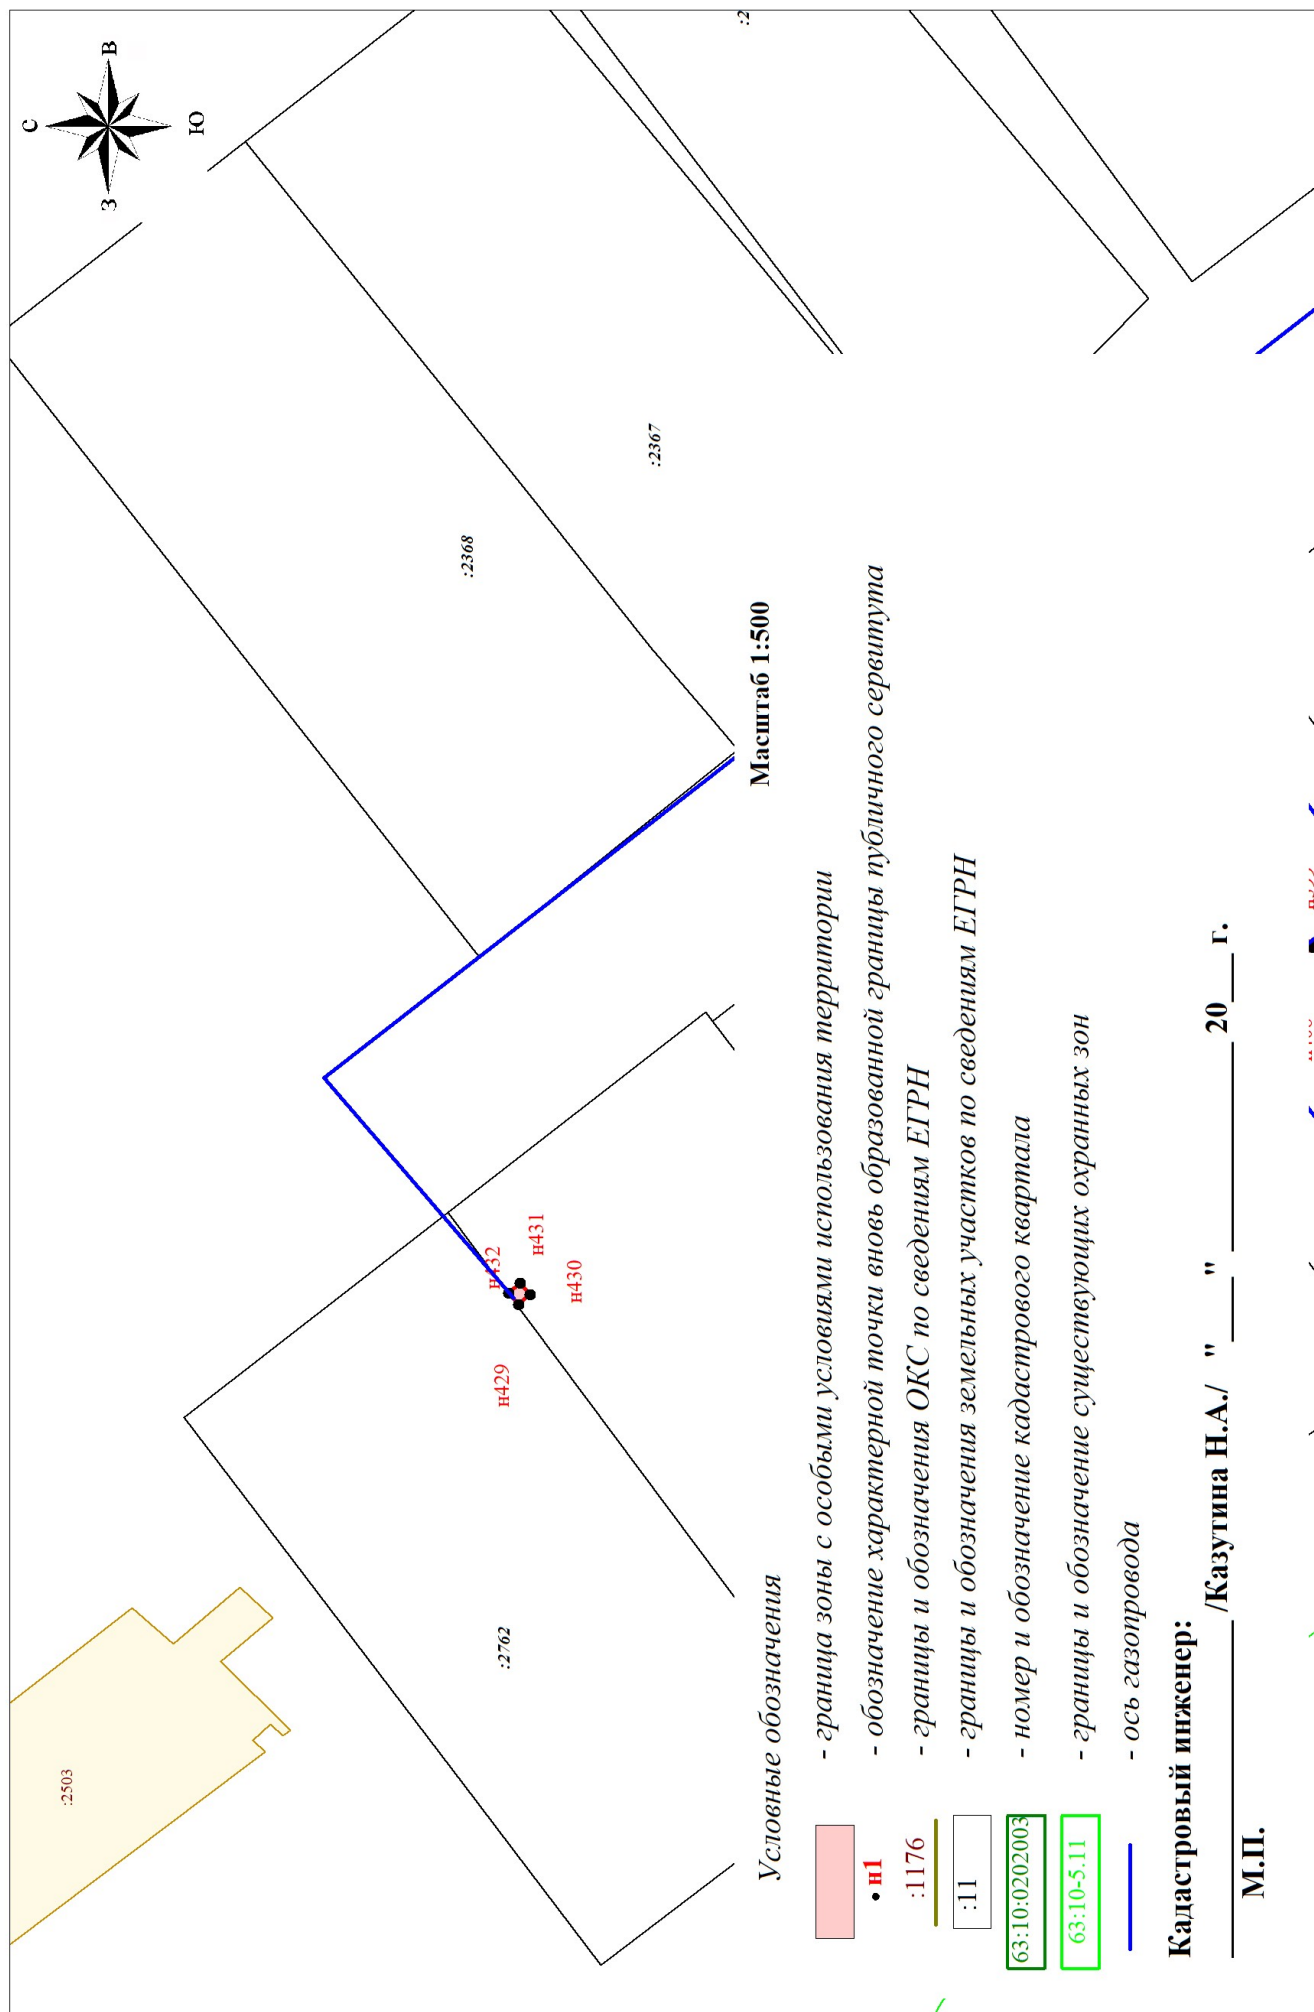 С
В
З
Ю
:2
:2503
:2762
:2368
:2367
н429
н432
н431
н430
Масштаб 1:500
Условные обозначения
- граница зоны с особыми условиями использования территории
• н1 - обозначение характерной точки вновь образованной границы публичного сервитута
:1176 - границы и обозначения ОКС по сведениям ЕГРН
:11 - границы и обозначения земельных участков по сведениям ЕГРН
63:10:0202003 - номер и обозначение кадастрового квартала
63:10-5.11 - границы и обозначение существующих охранных зон
- ось газопровода
Кадастровый инженер:
/Казутина Н.А./ "___" ________ 20___ г.
М.П.